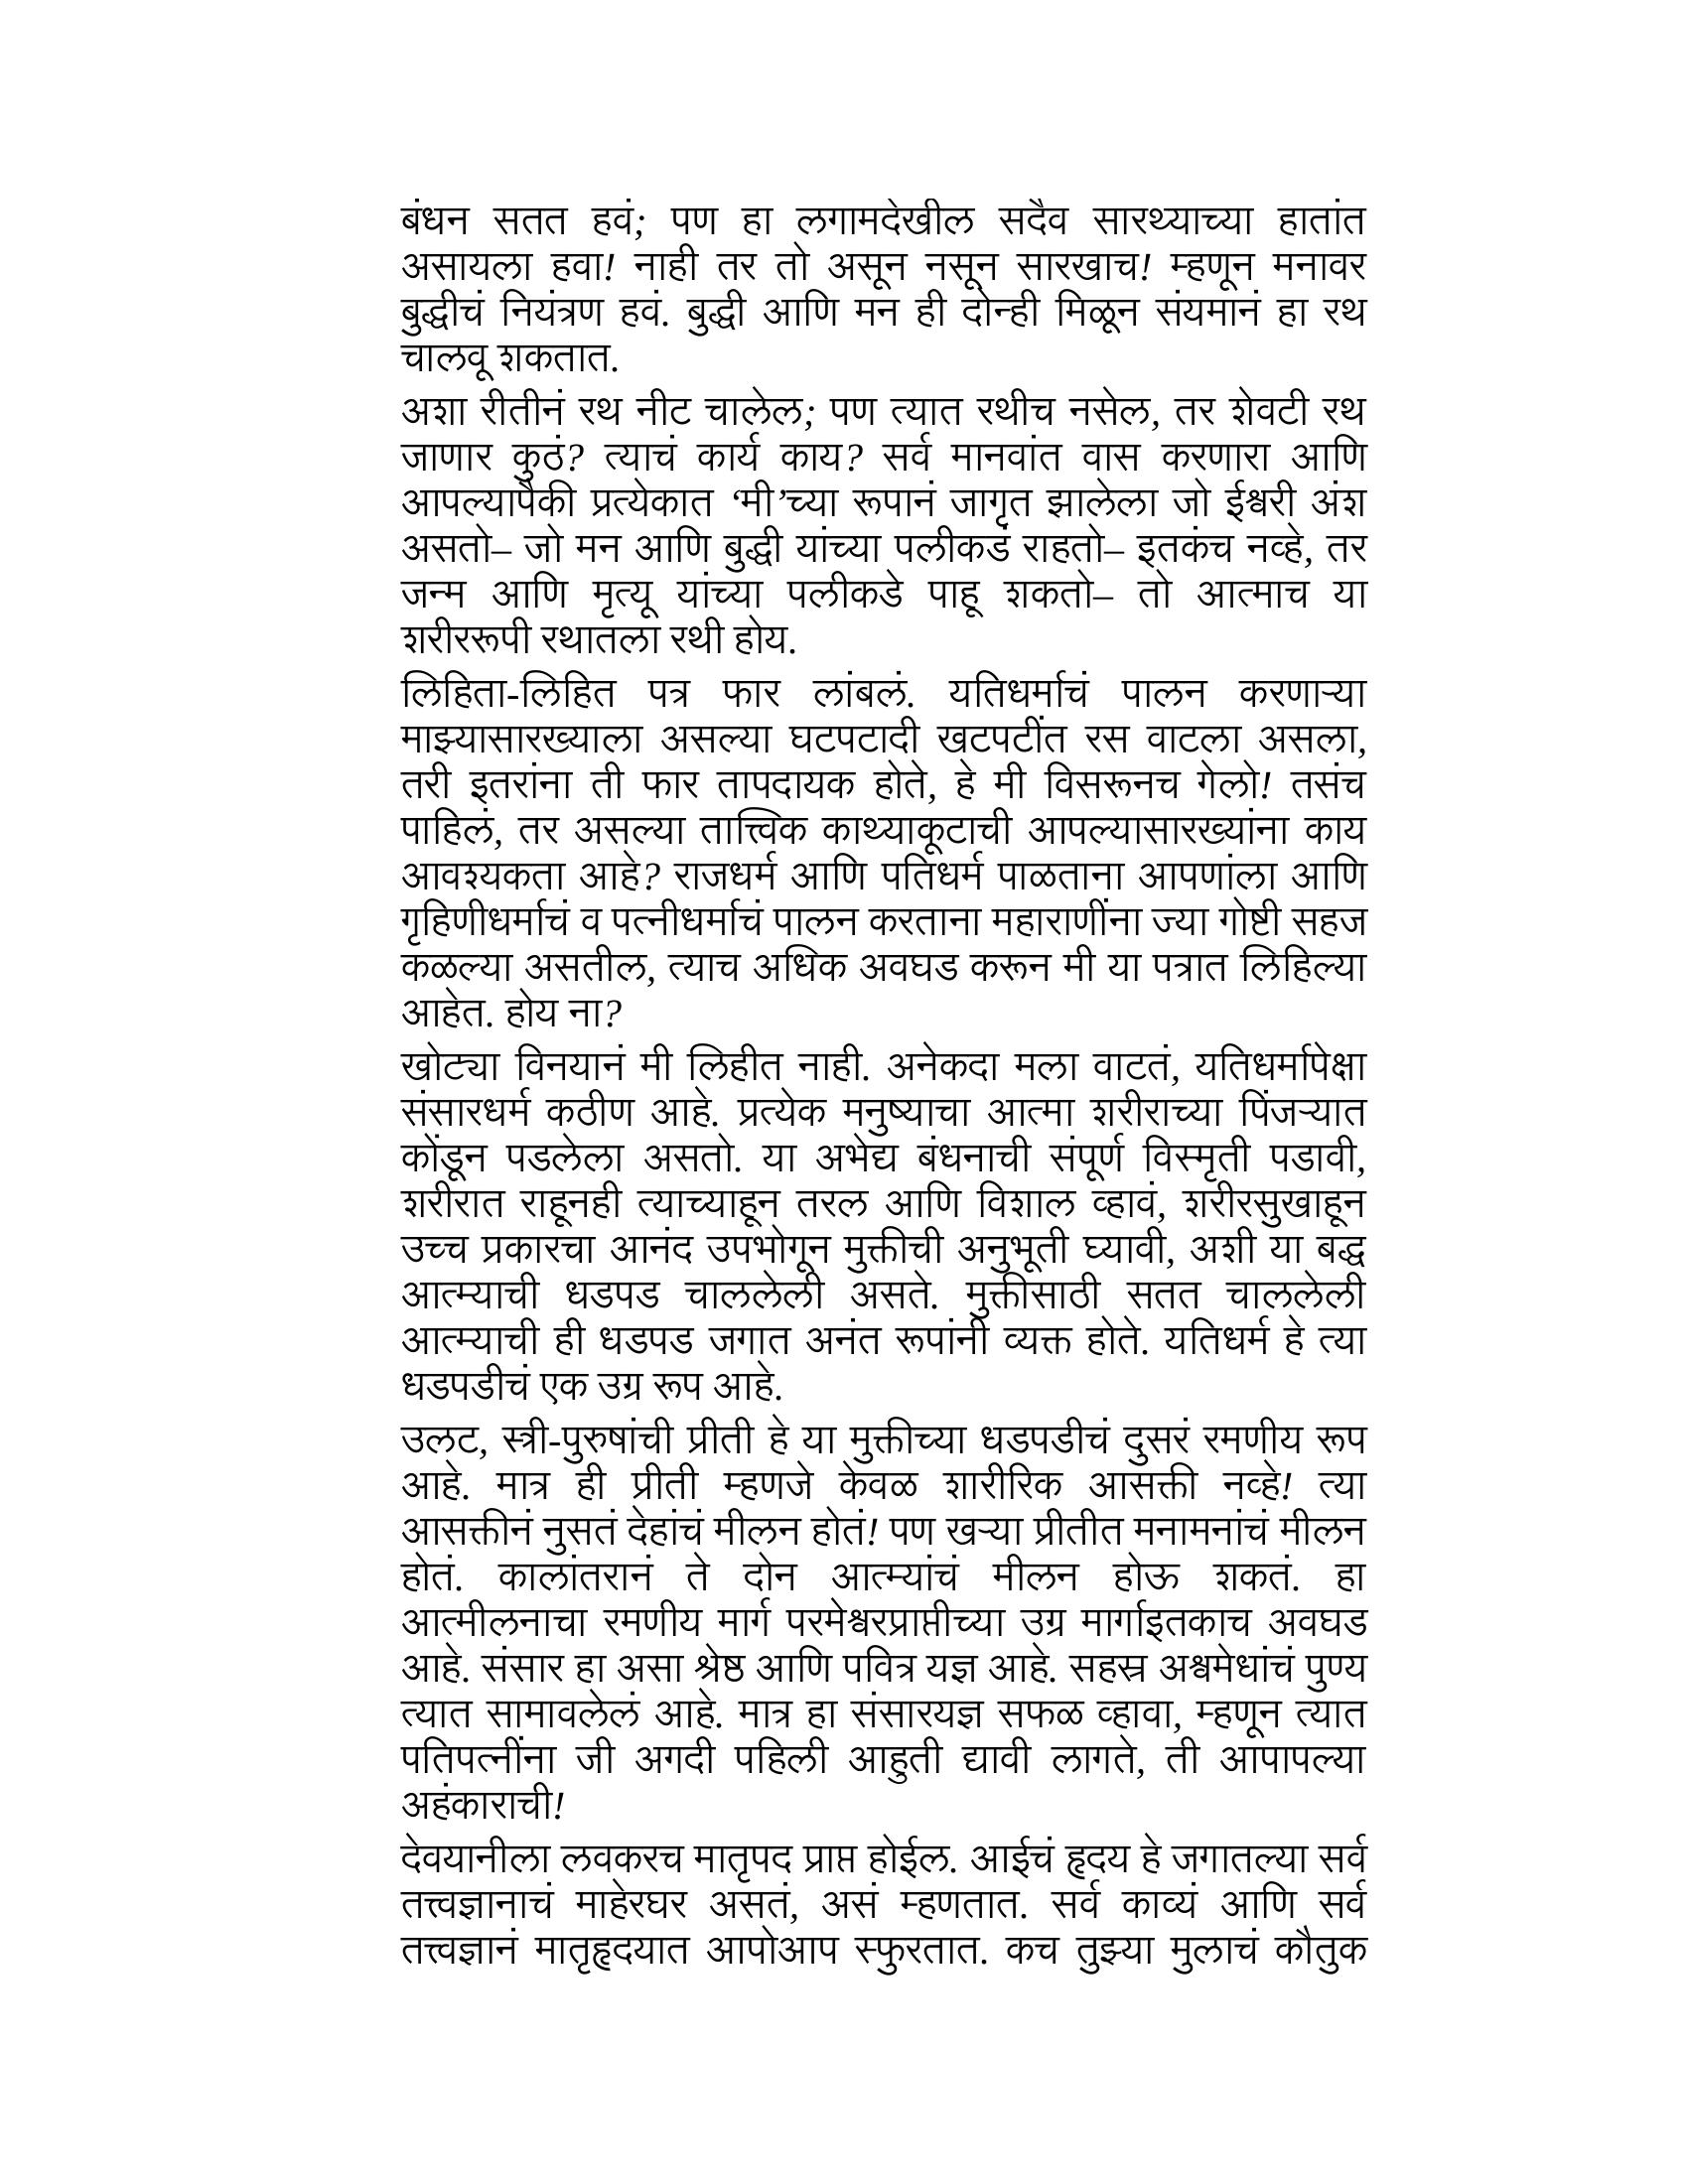 बंधन सतत हवं; पण हा लगामदेखील सदैव सारथ्याच्या हातांत
असायला हवा! नाही तर तो असून नसून सारखाच! म्हणून मनावर
बुद्धीचं नियंत्रण हवं. बुद्धी आणि मन ही दोन्ही मिळून संयमानं हा रथ
चालवू शकतात.
अशा रीतीनं रथ नीट चालेल; पण त्यात रथीच नसेल, तर शेवटी रथ
जाणार कुठं? त्याचं कार्य काय? सर्व मानवांत वास करणारा आणि
आपल्यापैकी प्रत्येकात ‘मी’च्या रूपानं जागृत झालेला जो ईश्वरी अंश
असतो– जो मन आणि बुद्धी यांच्या पलीकडं राहतो– इतकंच नव्हे, तर
जन्म आणि मृत्यू यांच्या पलीकडे पाहू शकतो– तो आत्माच या
शरीररूपी रथातला रथी होय.
लिहिता-लिहित पत्र फार लांबलं. यतिधर्माचं पालन करणाऱ्या
माझ्यासारख्याला असल्या घटपटादी खटपटींत रस वाटला असला,
तरी इतरांना ती फार तापदायक होते, हे मी विसरूनच गेलो! तसंच
पाहिलं, तर असल्या तात्त्विक काथ्याकूटाची आपल्यासारख्यांना काय
आवश्यकता आहे? राजधर्म आणि पतिधर्म पाळताना आपणांला आणि
गृहिणीधर्माचं व पत्नीधर्माचं पालन करताना महाराणींना ज्या गोष्टी सहज
कळल्या असतील, त्याच अधिक अवघड करून मी या पत्रात लिहिल्या
आहेत. होय ना?
खोट्या विनयानं मी लिहीत नाही. अनेकदा मला वाटतं, यतिधर्मापेक्षा
संसारधर्म कठीण आहे. प्रत्येक मनुष्याचा आत्मा शरीराच्या पिंजऱ्यात
कोंडून पडलेला असतो. या अभेद्य बंधनाची संपूर्ण विस्मृती पडावी,
शरीरात राहूनही त्याच्याहून तरल आणि विशाल व्हावं, शरीरसुखाहून
उच्च प्रकारचा आनंद उपभोगून मुक्तीची अनुभूती घ्यावी, अशी या बद्ध
आत्म्याची धडपड चाललेली असते. मुक्तीसाठी सतत चाललेली
आत्म्याची ही धडपड जगात अनंत रूपांनी व्यक्त होते. यतिधर्म हे त्या
धडपडीचं एक उग्र रूप आहे.
उलट, स्त्री-पुरुषांची प्रीती हे या मुक्तीच्या धडपडीचं दुसरं रमणीय रूप
आहे. मात्र ही प्रीती म्हणजे केवळ शारीरिक आसक्ती नव्हे! त्या
आसक्तीनं नुसतं देहांचं मीलन होतं! पण खऱ्या प्रीतीत मनामनांचं मीलन
होतं. कालांतरानं ते दोन आत्म्यांचं मीलन होऊ शकतं. हा
आत्मीलनाचा रमणीय मार्ग परमेश्वरप्राप्तीच्या उग्र मार्गाइतकाच अवघड
आहे. संसार हा असा श्रेष्ठ आणि पवित्र यज्ञ आहे. सहस्र अश्वमेधांचं पुण्य
त्यात सामावलेलं आहे. मात्र हा संसारयज्ञ सफळ व्हावा, म्हणून त्यात
पतिपत्नींना जी अगदी पहिली आहुती द्यावी लागते, ती आपापल्या
अहंकाराची!
देवयानीला लवकरच मातृपद प्राप्त होईल. आईचं हृदय हे जगातल्या सर्व
तत्त्वज्ञानाचं माहेरघर असतं, असं म्हणतात. सर्व काव्यं आणि सर्व
तत्त्वज्ञानं मातृहृदयात आपोआप स्फुरतात. कच तुझ्या मुलाचं कौतुक